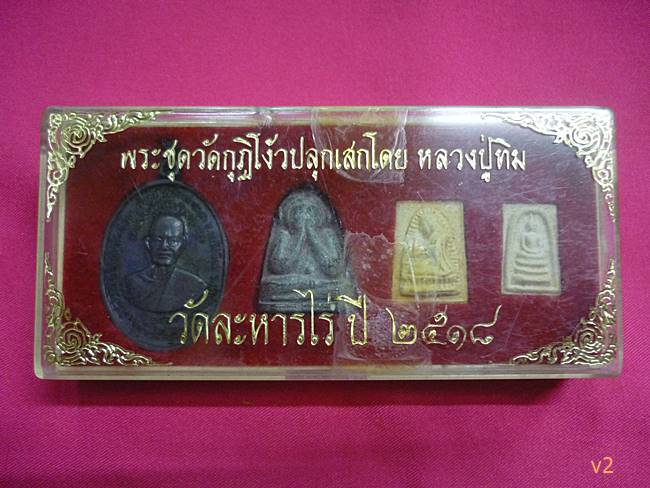 พระชุดวัดกุฏิโง้วปลุกเสกโดย หลวงปู่ทิม
วัดละหารไร่ ปี ๒๕๑๘
v2